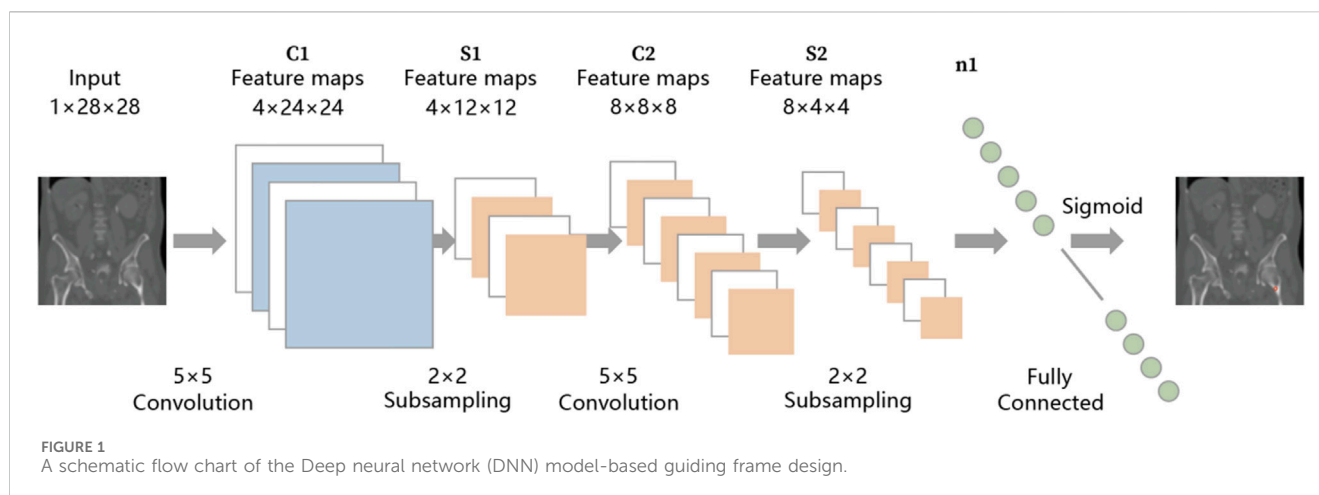 Input
1×28×28
C1
Feature maps
4×24×24
S1
Feature maps
4×12×12
C2
Feature maps
8×8×8
S2
Feature maps
8×4×4
n1
Sigmoid
5×5
Convolution
2×2
Subsampling
5×5
Convolution
2×2
Subsampling
Fully
Connected
FIGURE 1
A schematic flow chart of the Deep neural network (DNN) model-based guiding frame design.